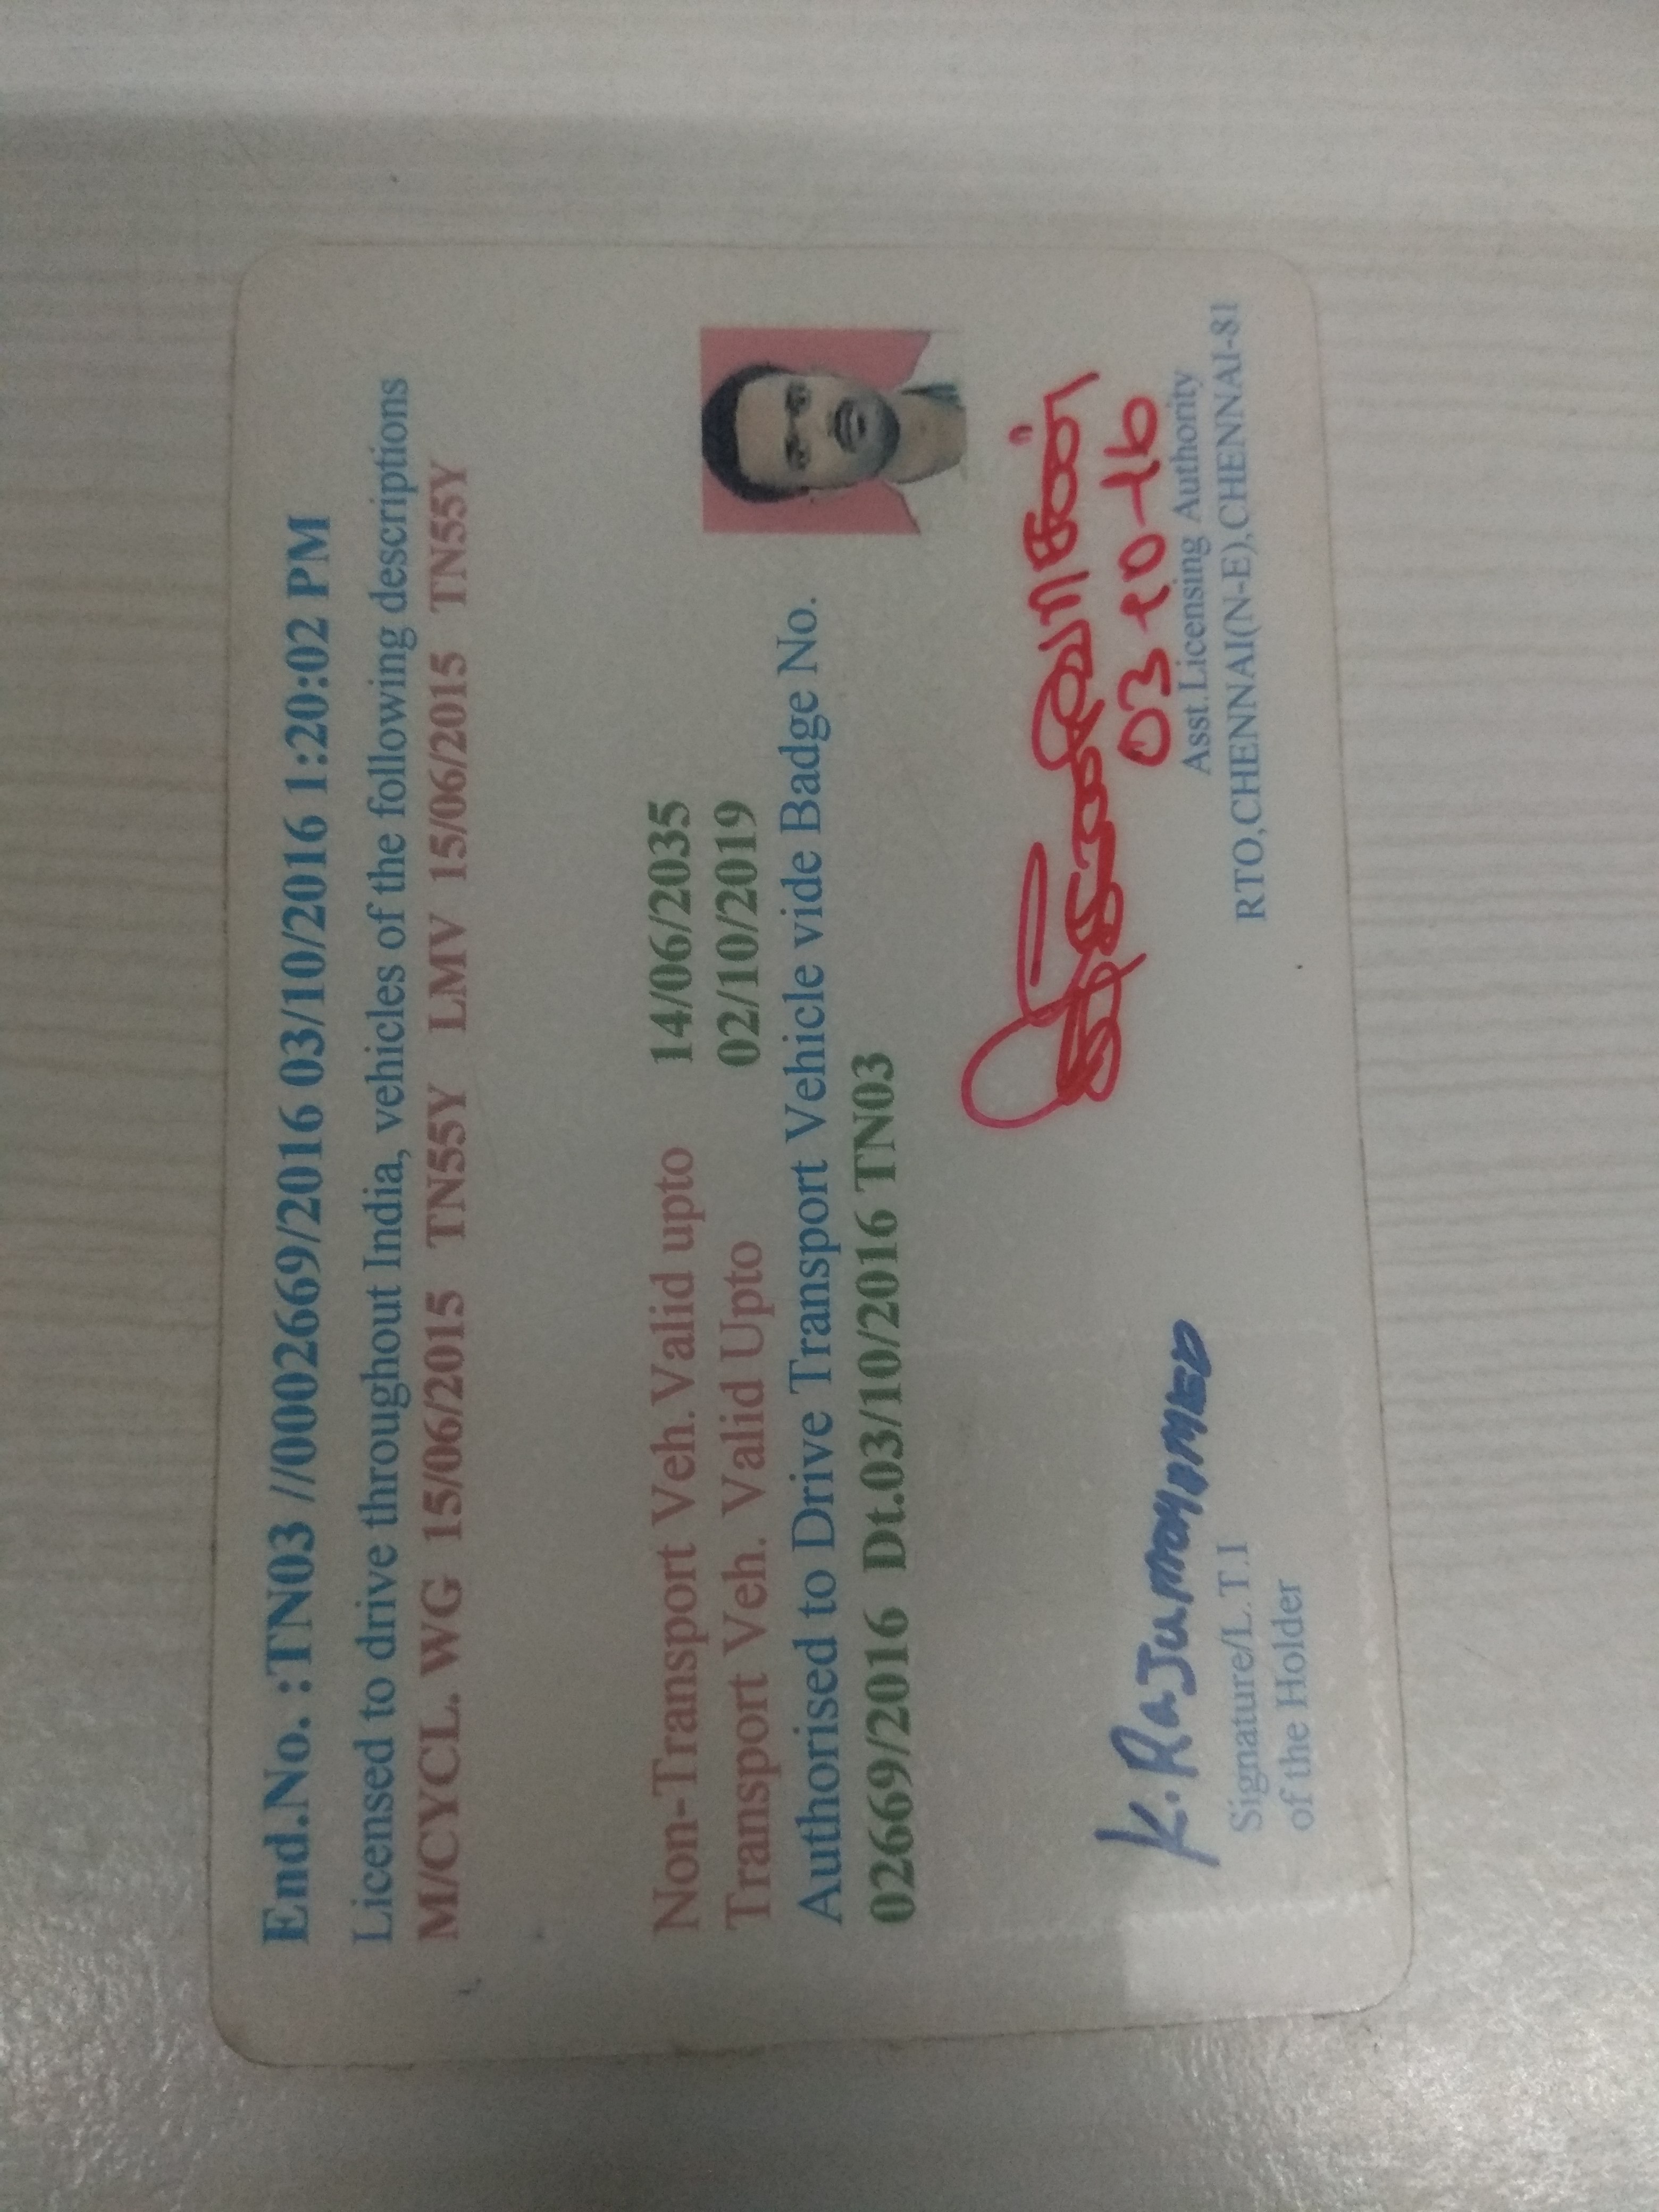 End.No. :TN03 //0002669/2016 03/10/2016 1:20:02 PM
Licensed to drive throughout India, vehicles of the following descriptions
M/CYCL. WG 15/06/2015 TN55Y LMV 15/06/2015 TN55Y
Non-Transport Veh.Valid upto 14/06/2035
Transport Veh. Valid Upto 02/10/2019
Authorised to Drive Transport Vehicle vide Badge No.
02669/2016 Dt.03/10/2016 TN03
03-10-16
K.RAJUMOHAMED
Signature/L.T.I
of the Holder
Asst.Licensing Authority
RTO,CHENNAI(N-E),CHENNAI-81